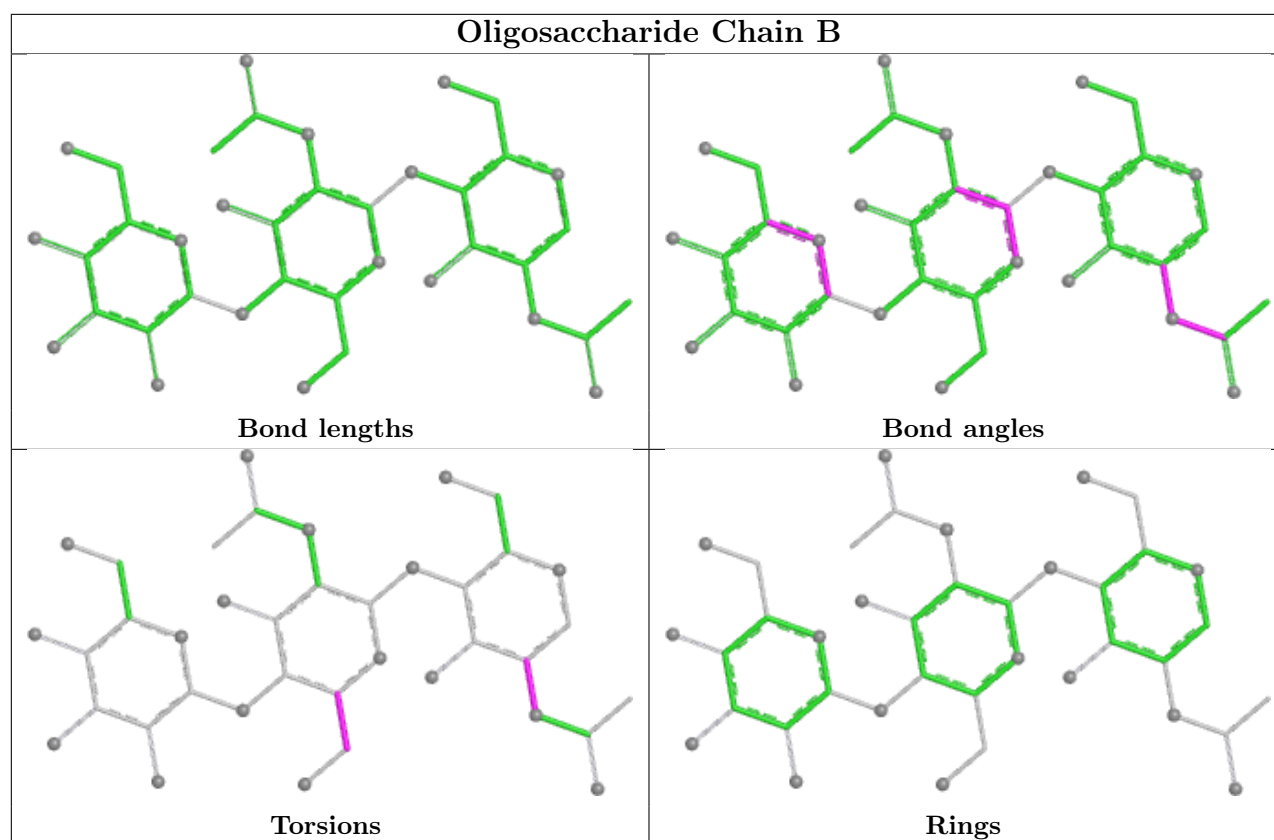 Oligosaccharide Chain B
Bond lengths
Bond angles
Torsions
Rings